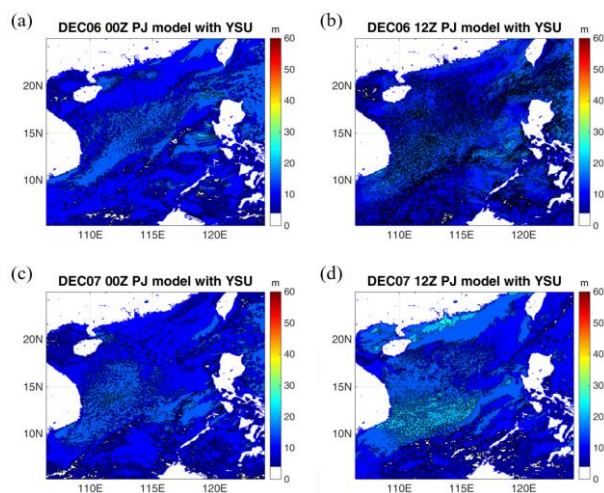 (a)
DEC06 00Z PJ model with YSU
m
60
50
40
30
20
10
0
20N
15N
10N
110E 115E 120E
(b)
DEC06 12Z PJ model with YSU
m
60
50
40
30
20
10
0
20N
15N
10N
110E 115E 120E
(c)
DEC07 00Z PJ model with YSU
m
60
50
40
30
20
10
0
20N
15N
10N
110E 115E 120E
(d)
DEC07 12Z PJ model with YSU
m
60
50
40
30
20
10
0
20N
15N
10N
110E 115E 120E